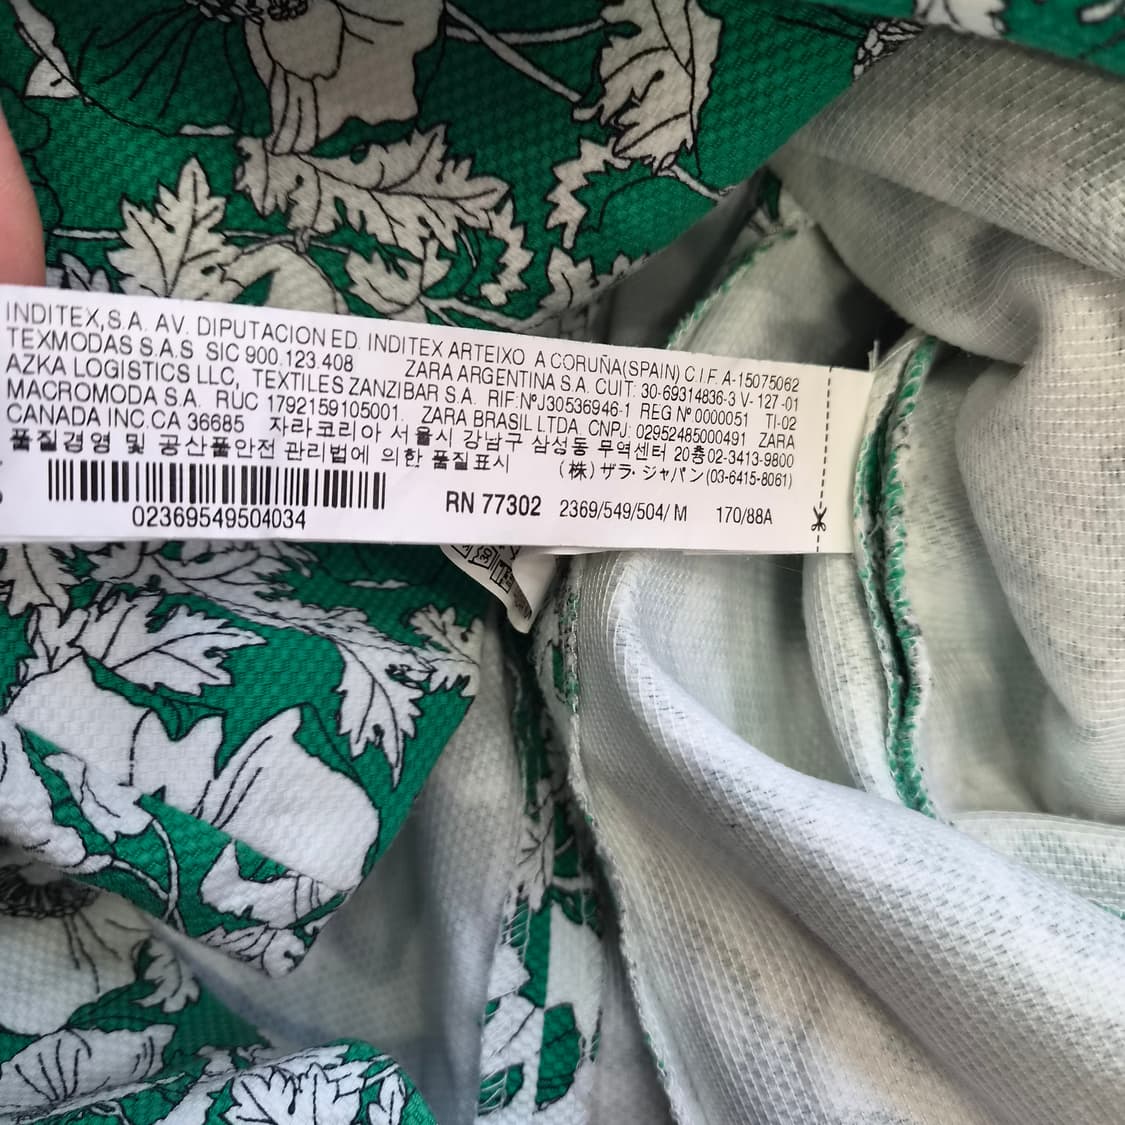 INDITEX,S.A. AV. DIPUTACION ED. INDITEX ARTEIXO A CORUÑA(SPAIN) C.I.F. A-15075062
TEXMODAS S.A.S SIC 900.123.408 ZARA ARGENTINA S.A. CUIT: 30-69314836-3 V- 127 -01
AZKA LOGISTICS LLC, TEXTILES ZANZIBAR S.A. RIF:NºJ30536946-1 REG Nº 0000051 TI-02
MACROMODA S.A. RUC 1792159105001. ZARA BRASIL LTDA, CNPJ: 02952485000491 ZARA
CANADA INC.CA 36685 자라코리아 서울시 강남구 삼성동 무역센터 20층02-3413-9800
품질경영 및 공산품안전 관리법에 의한 품질표시 (株) ザラ・ジャパン(03-6415-8061)
RN 77302 2369/549/504/ M 170/88A
02369549504034